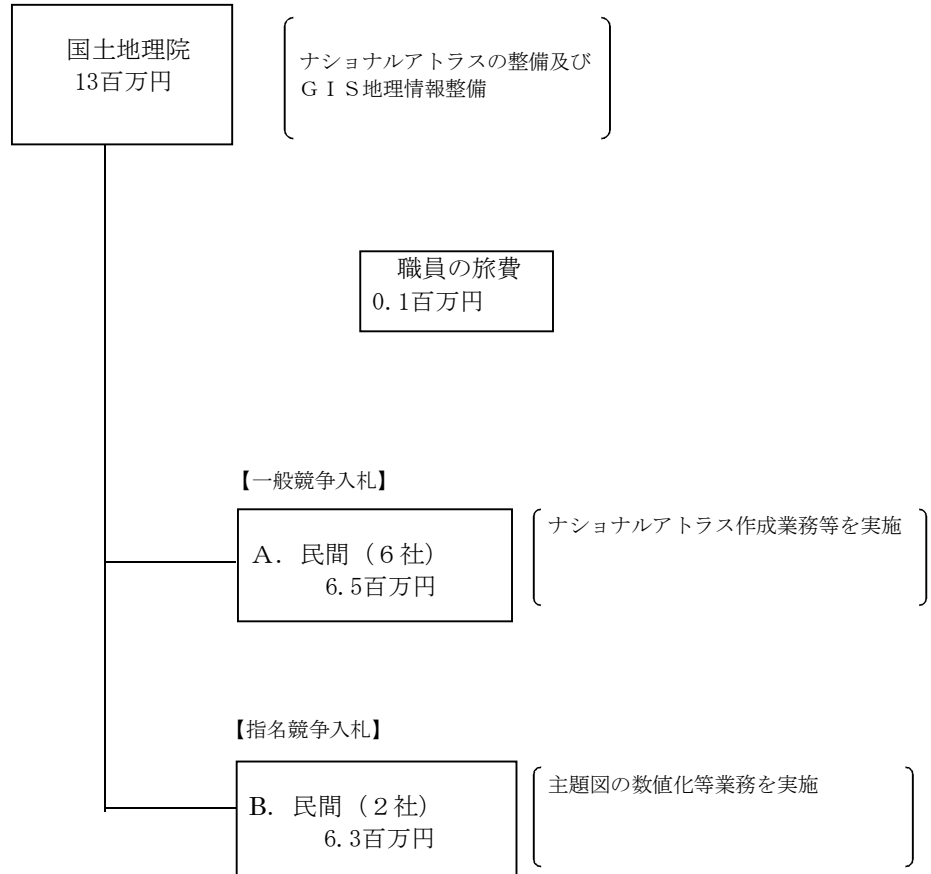 国土地理院
13百万円
ナショナルアトラスの整備及び
ＧＩＳ地理情報整備
職員の旅費
0.1百万円
【一般競争入札】
Ａ．民間（６社）
6.5百万円
ナショナルアトラス作成業務等を実施
【指名競争入札】
B．民間（２社）
6.3百万円
主題図の数値化等業務を実施